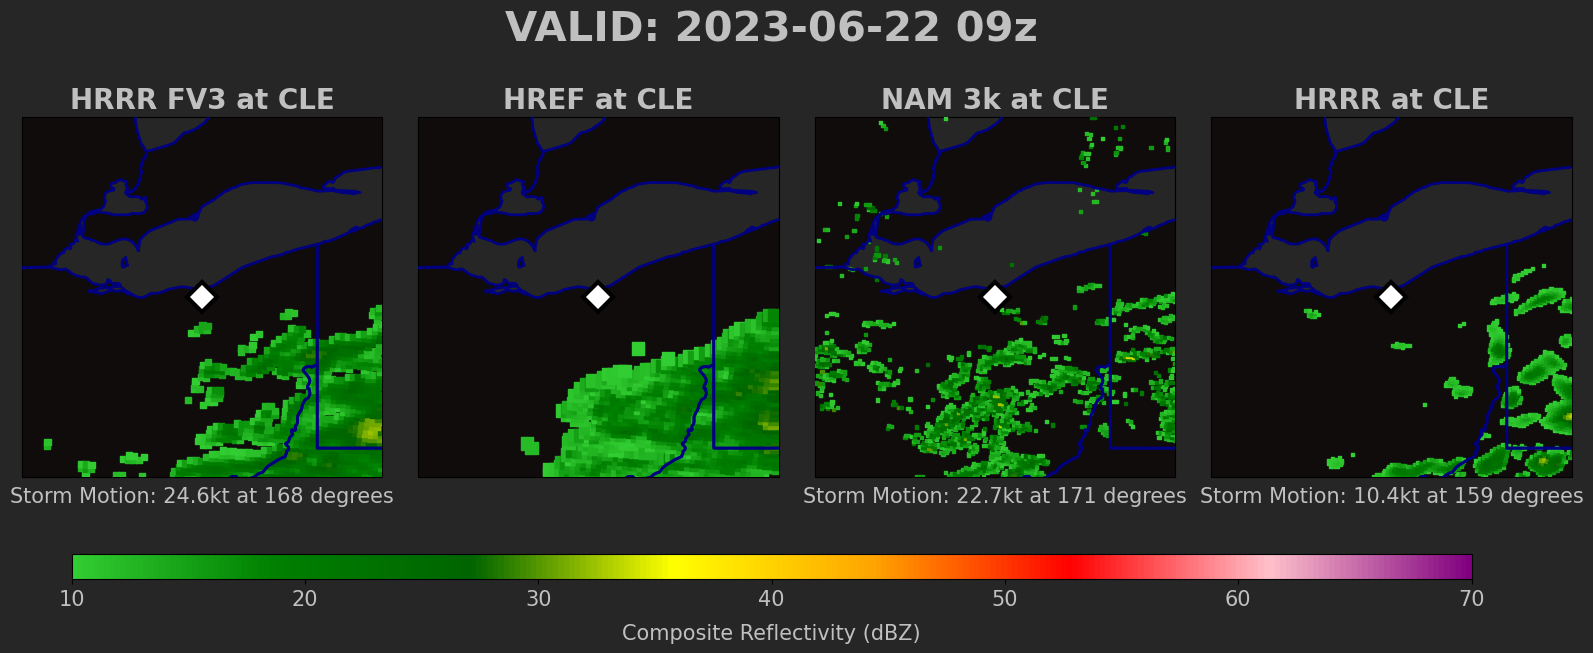 VALID: 2023-06-22 09z
HRRR FV3 at CLE
HREF at CLE
NAM 3k at CLE
HRRR at CLE
Storm Motion: 24.6kt at 168 degrees
Storm Motion: 22.7kt at 171 degrees
Storm Motion: 10.4kt at 159 degrees
10 20 30 40 50 60 70
Composite Reflectivity (dBZ)